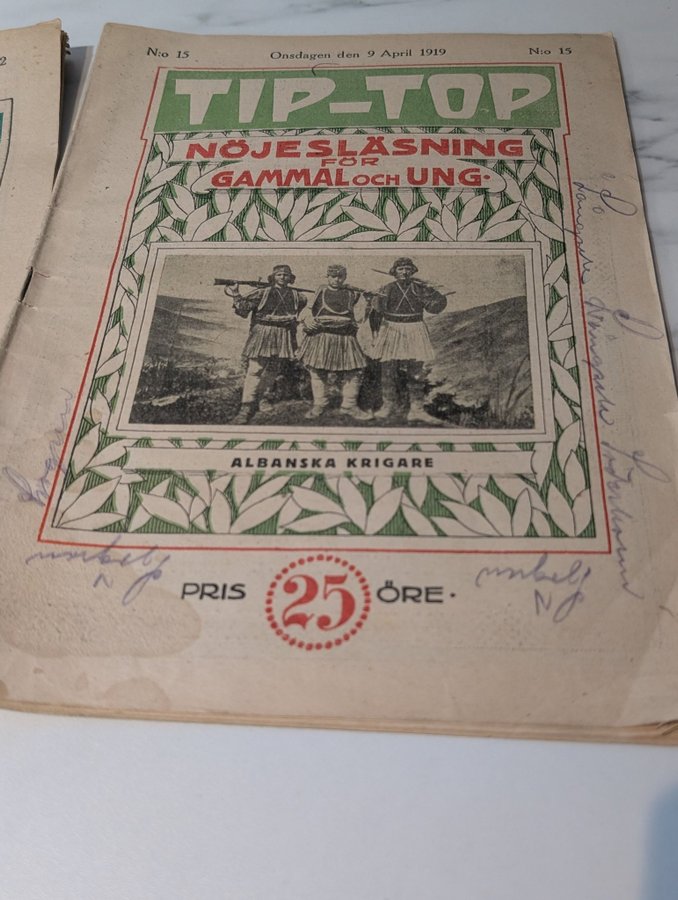 N:o 15 Onsdagen den 9 April 1919 N:o 15
TIP-TOP
NÖJESLÄSNING
FÖR
GAMMAL OCH UNG.
ALBANSKA KRIGARE
PRIS 25 ÖRE.
2